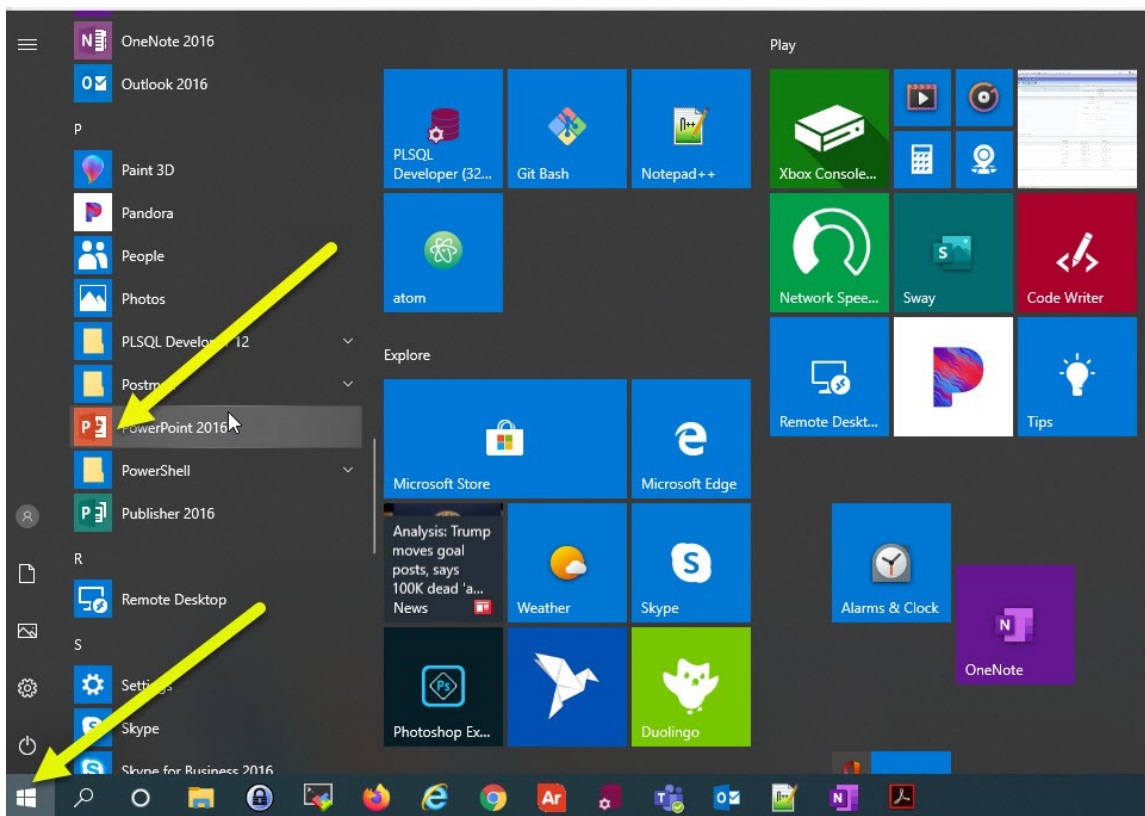 OneNote 2016
Outlook 2016
P
Paint 3D
Pandora
People
Photos
PLSQL Developer 12
PowerPoint 2016
PowerShell
Publisher 2016
R
Remote Desktop
S
Settings
Skype
Skype for Business 2016
PLSQL
Developer (32...
Git Bash
Notepad++
atom
Explore
Microsoft Store
Microsoft Edge
Analysis: Trump
moves goal
posts, says
100K dead 'a...
News
Weather
Skype
Photoshop Ex...
Duolingo
Play
Xbox Console...
Network Spee...
Sway
Code Writer
Remote Deskt...
Tips
Alarms & Clock
OneNote